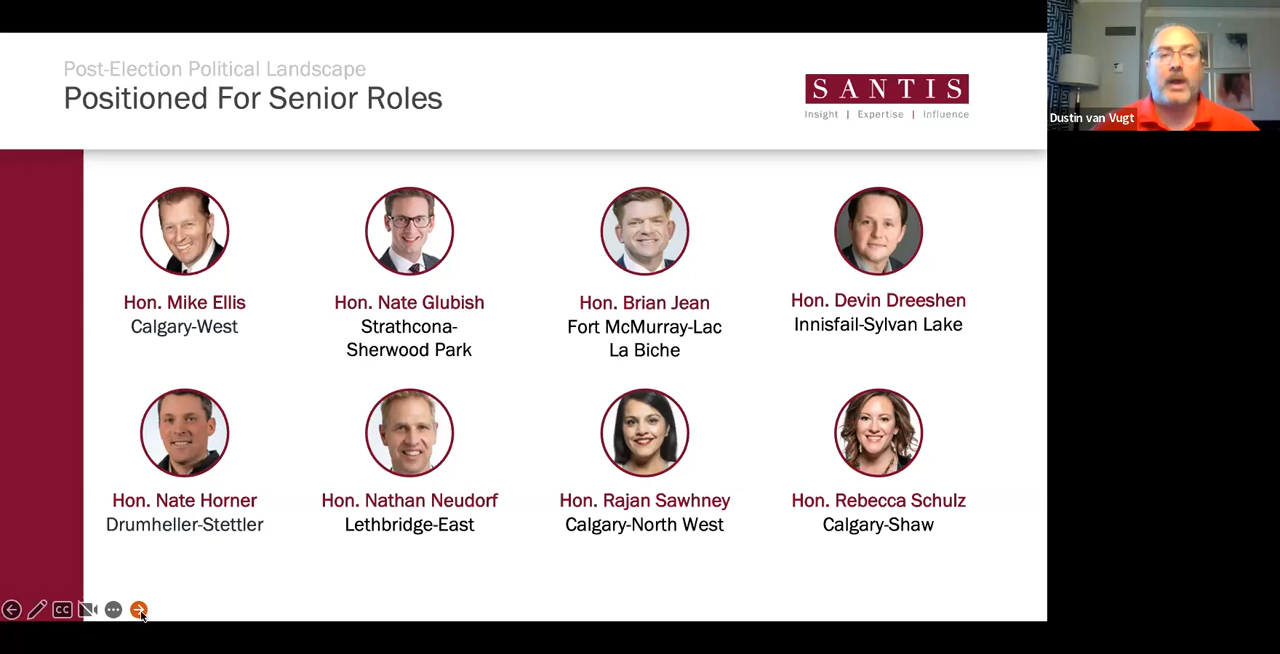 Post-Election Political Landscape
Positioned For Senior Roles
SANTIS
Insight | Expertise | Influence
Dustin van Vugt
Hon. Mike Ellis
Calgary-West
Hon. Nate Glubish
Strathcona-
Sherwood Park
Hon. Brian Jean
Fort McMurray-Lac
La Biche
Hon. Devin Dreeshen
Innisfail-Sylvan Lake
Hon. Nate Horner
Drumheller-Stettler
Hon. Nathan Neudorf
Lethbridge-East
Hon. Rajan Sawhney
Calgary-North West
Hon. Rebecca Schulz
Calgary-Shaw
CC